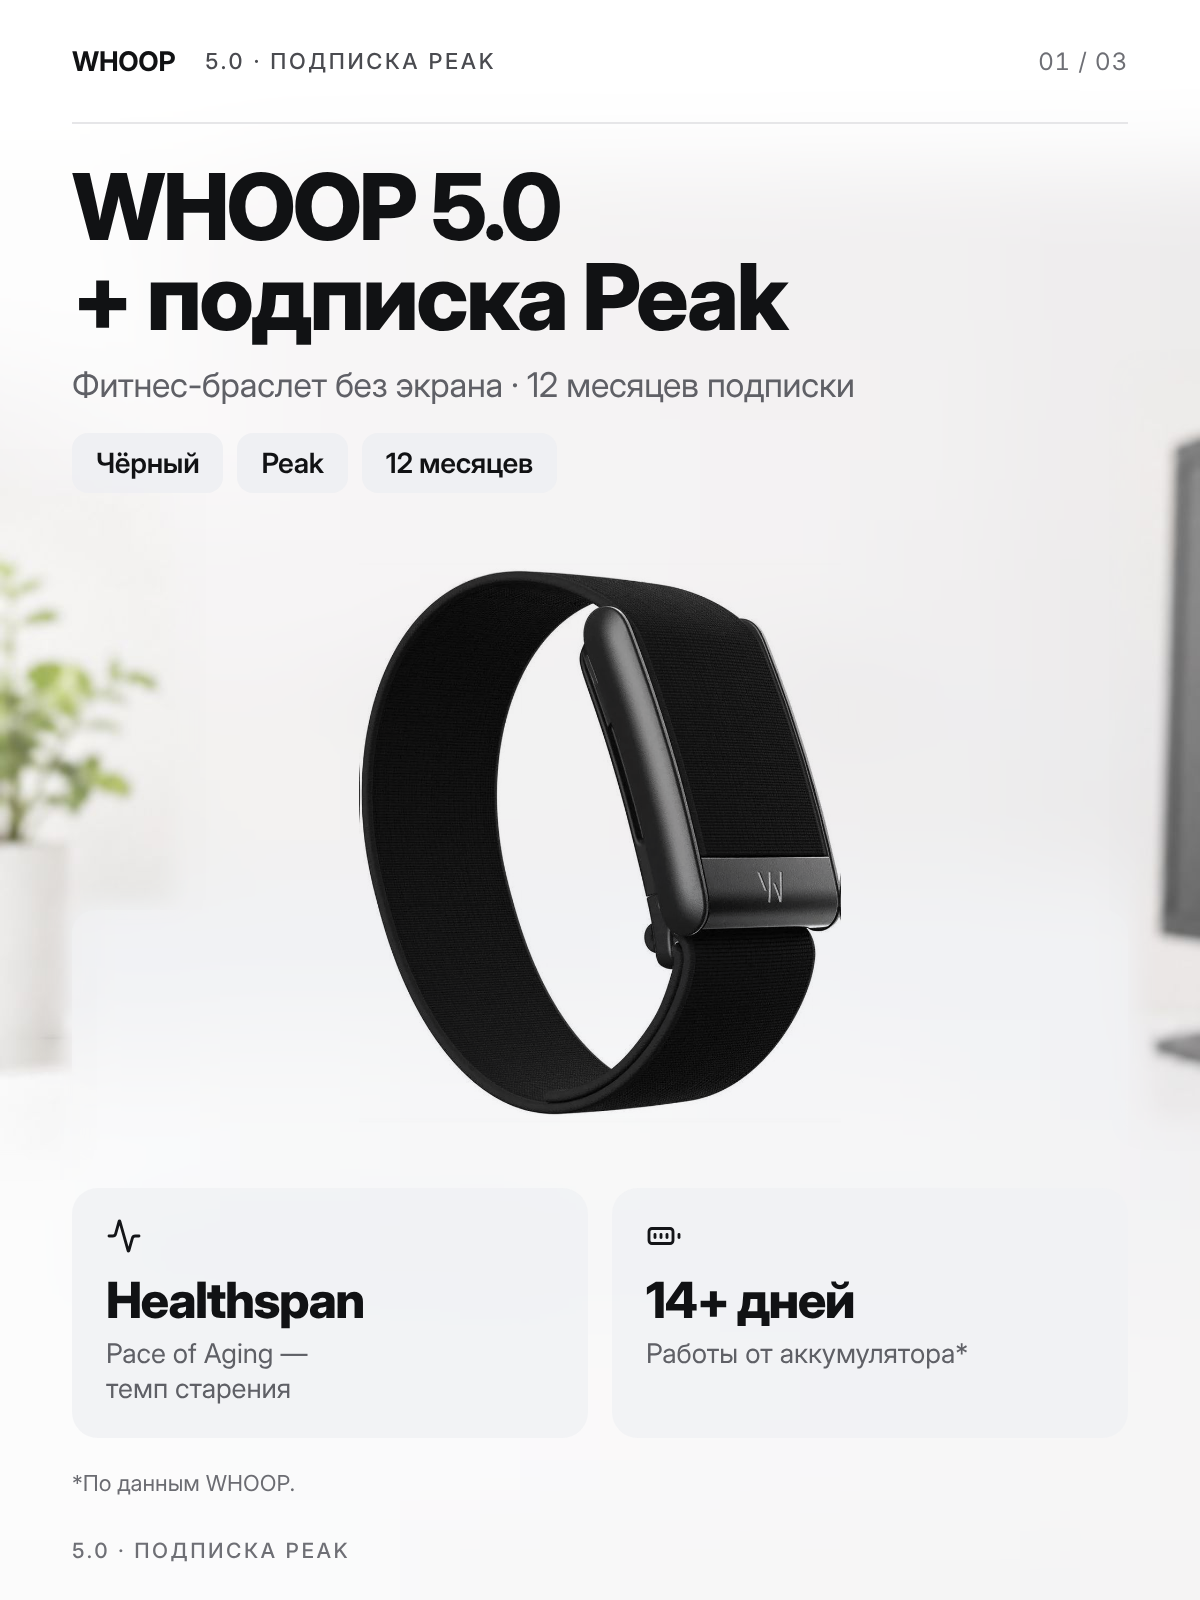 WHOOP 5.0 · ПОДПИСКА PEAK 01 / 03
WHOOP 5.0
+ подписка Peak
Фитнес-браслет без экрана · 12 месяцев подписки
Чёрный Peak 12 месяцев
W
Healthspan
Pace of Aging —
темп старения
14+ дней
Работы от аккумулятора*
*По данным WHOOP.
5.0 · ПОДПИСКА PEAK